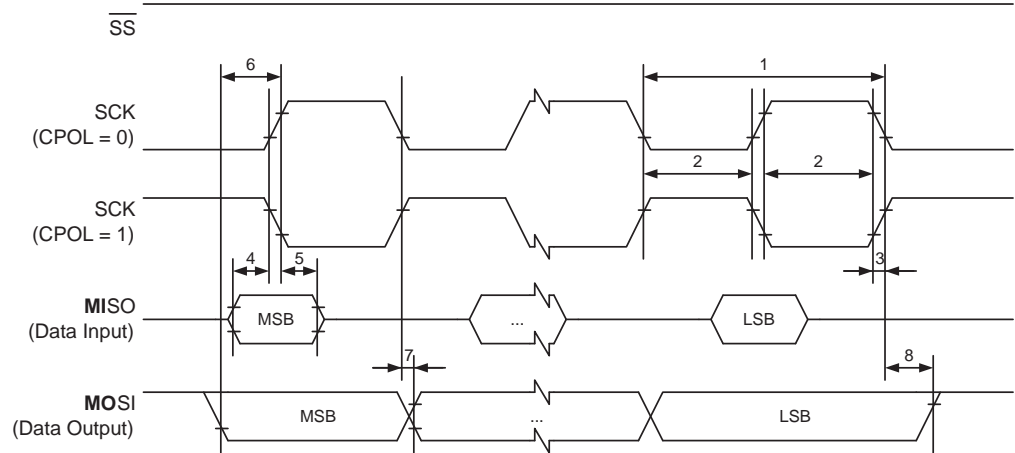 SS
6
1
SCK
(CPOL = 0)
2
2
SCK
(CPOL = 1)
4
5
3
MISO
(Data Input)
MSB
...
LSB
7
8
MOSI
(Data Output)
MSB
...
LSB